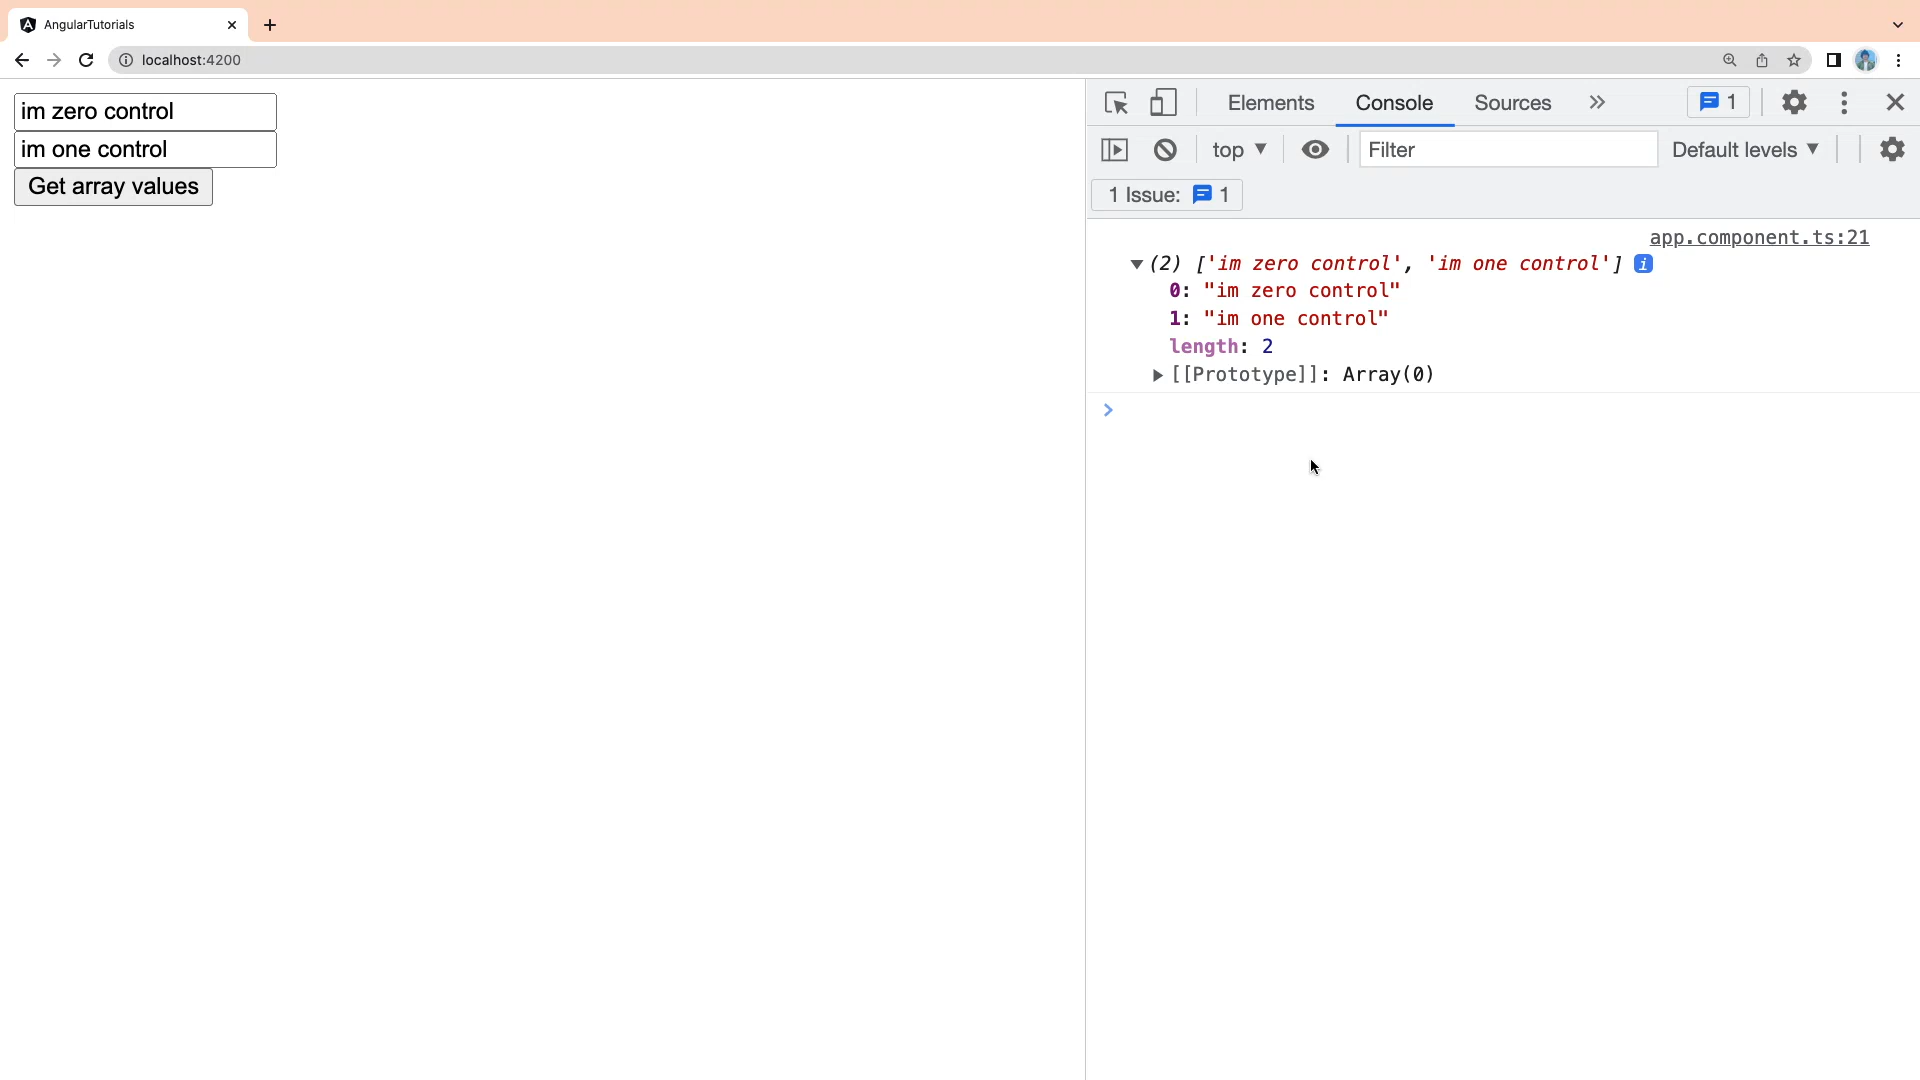 AngularTutorials
localhost:4200
im zero control
im one control
Get array values
Elements Console Sources 1
top Filter Default levels
1 Issue: 1
app.component.ts:21
(2) ['im zero control', 'im one control'] i
0: "im zero control"
1: "im one control"
length: 2
[[Prototype]]: Array(0)